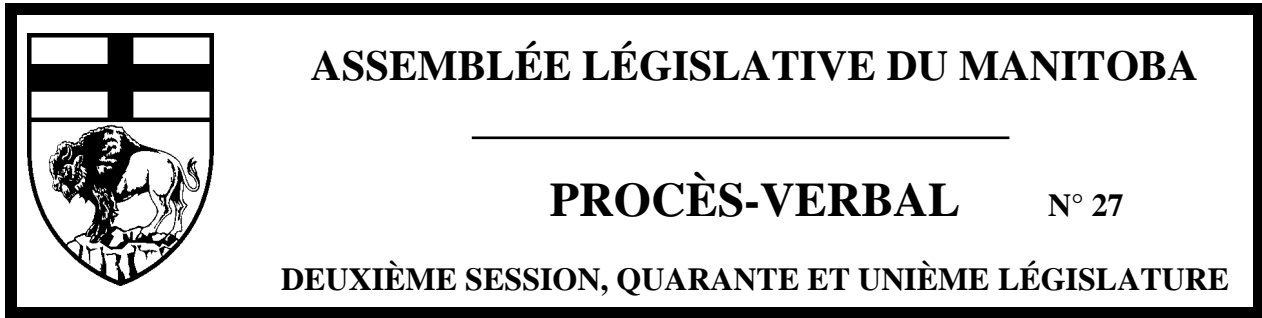 ASSEMBLÉE LÉGISLATIVE DU MANITOBA
PROCÈS-VERBAL N° 27
DEUXIÈME SESSION, QUARANTE ET UNIÈME LÉGISLATURE